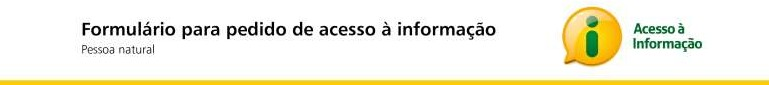 Formulário para pedido de acesso à informação
Pessoa natural
Acesso à
Informação